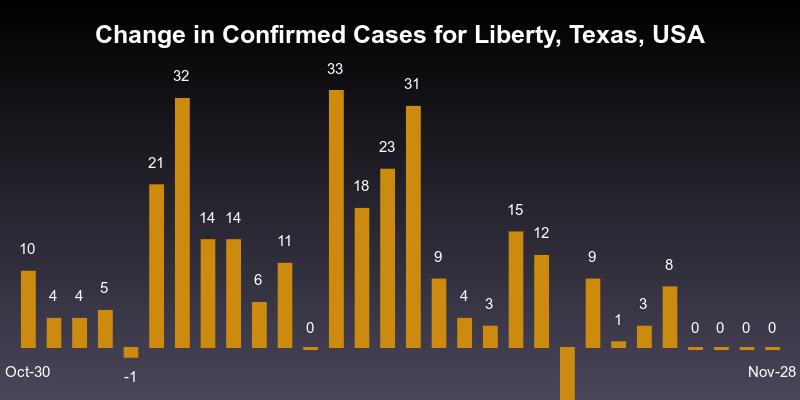 Change in Confirmed Cases for Liberty, Texas, USA
10 4 4 5 -1 21 32 14 14 6 11 0 33 18 23 31 9 4 3 15 12 9 1 3 8 0 0 0 0
Oct-30 Nov-28